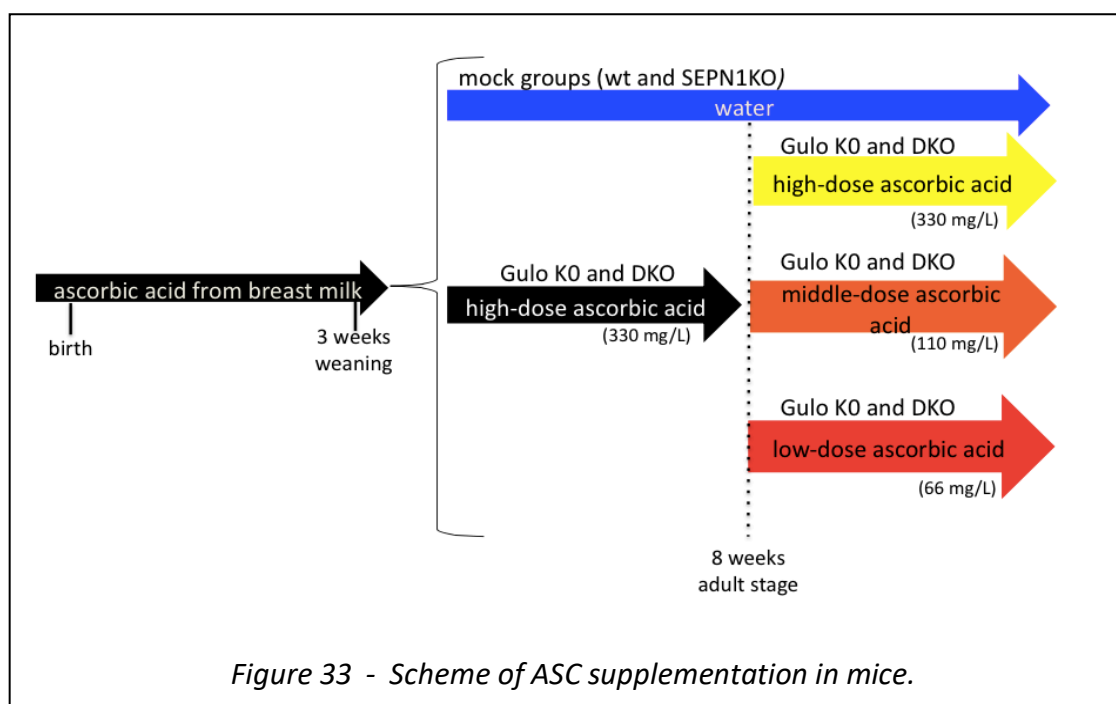 mock groups (wt and SEPN1KO)
water
Gulo K0 and DKO
high-dose ascorbic acid
(330 mg/L)
ascorbic acid from breast milk
birth
3 weeks
weaning
Gulo K0 and DKO
high-dose ascorbic acid
(330 mg/L)
Gulo K0 and DKO
middle-dose ascorbic
acid
(110 mg/L)
Gulo K0 and DKO
low-dose ascorbic acid
(66 mg/L)
8 weeks
adult stage
Figure 33 - Scheme of ASC supplementation in mice.